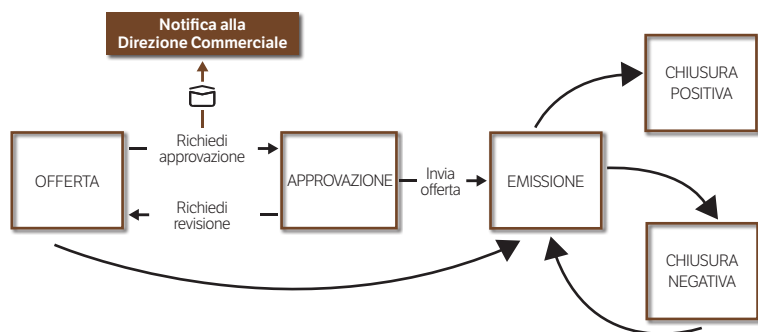 Notifica alla
Direzione Commerciale
CHIUSURA
POSITIVA
Richiedi
approvazione
OFFERTA
APPROVAZIONE
Invia
offerta
EMISSIONE
Richiedi
revisione
CHIUSURA
NEGATIVA